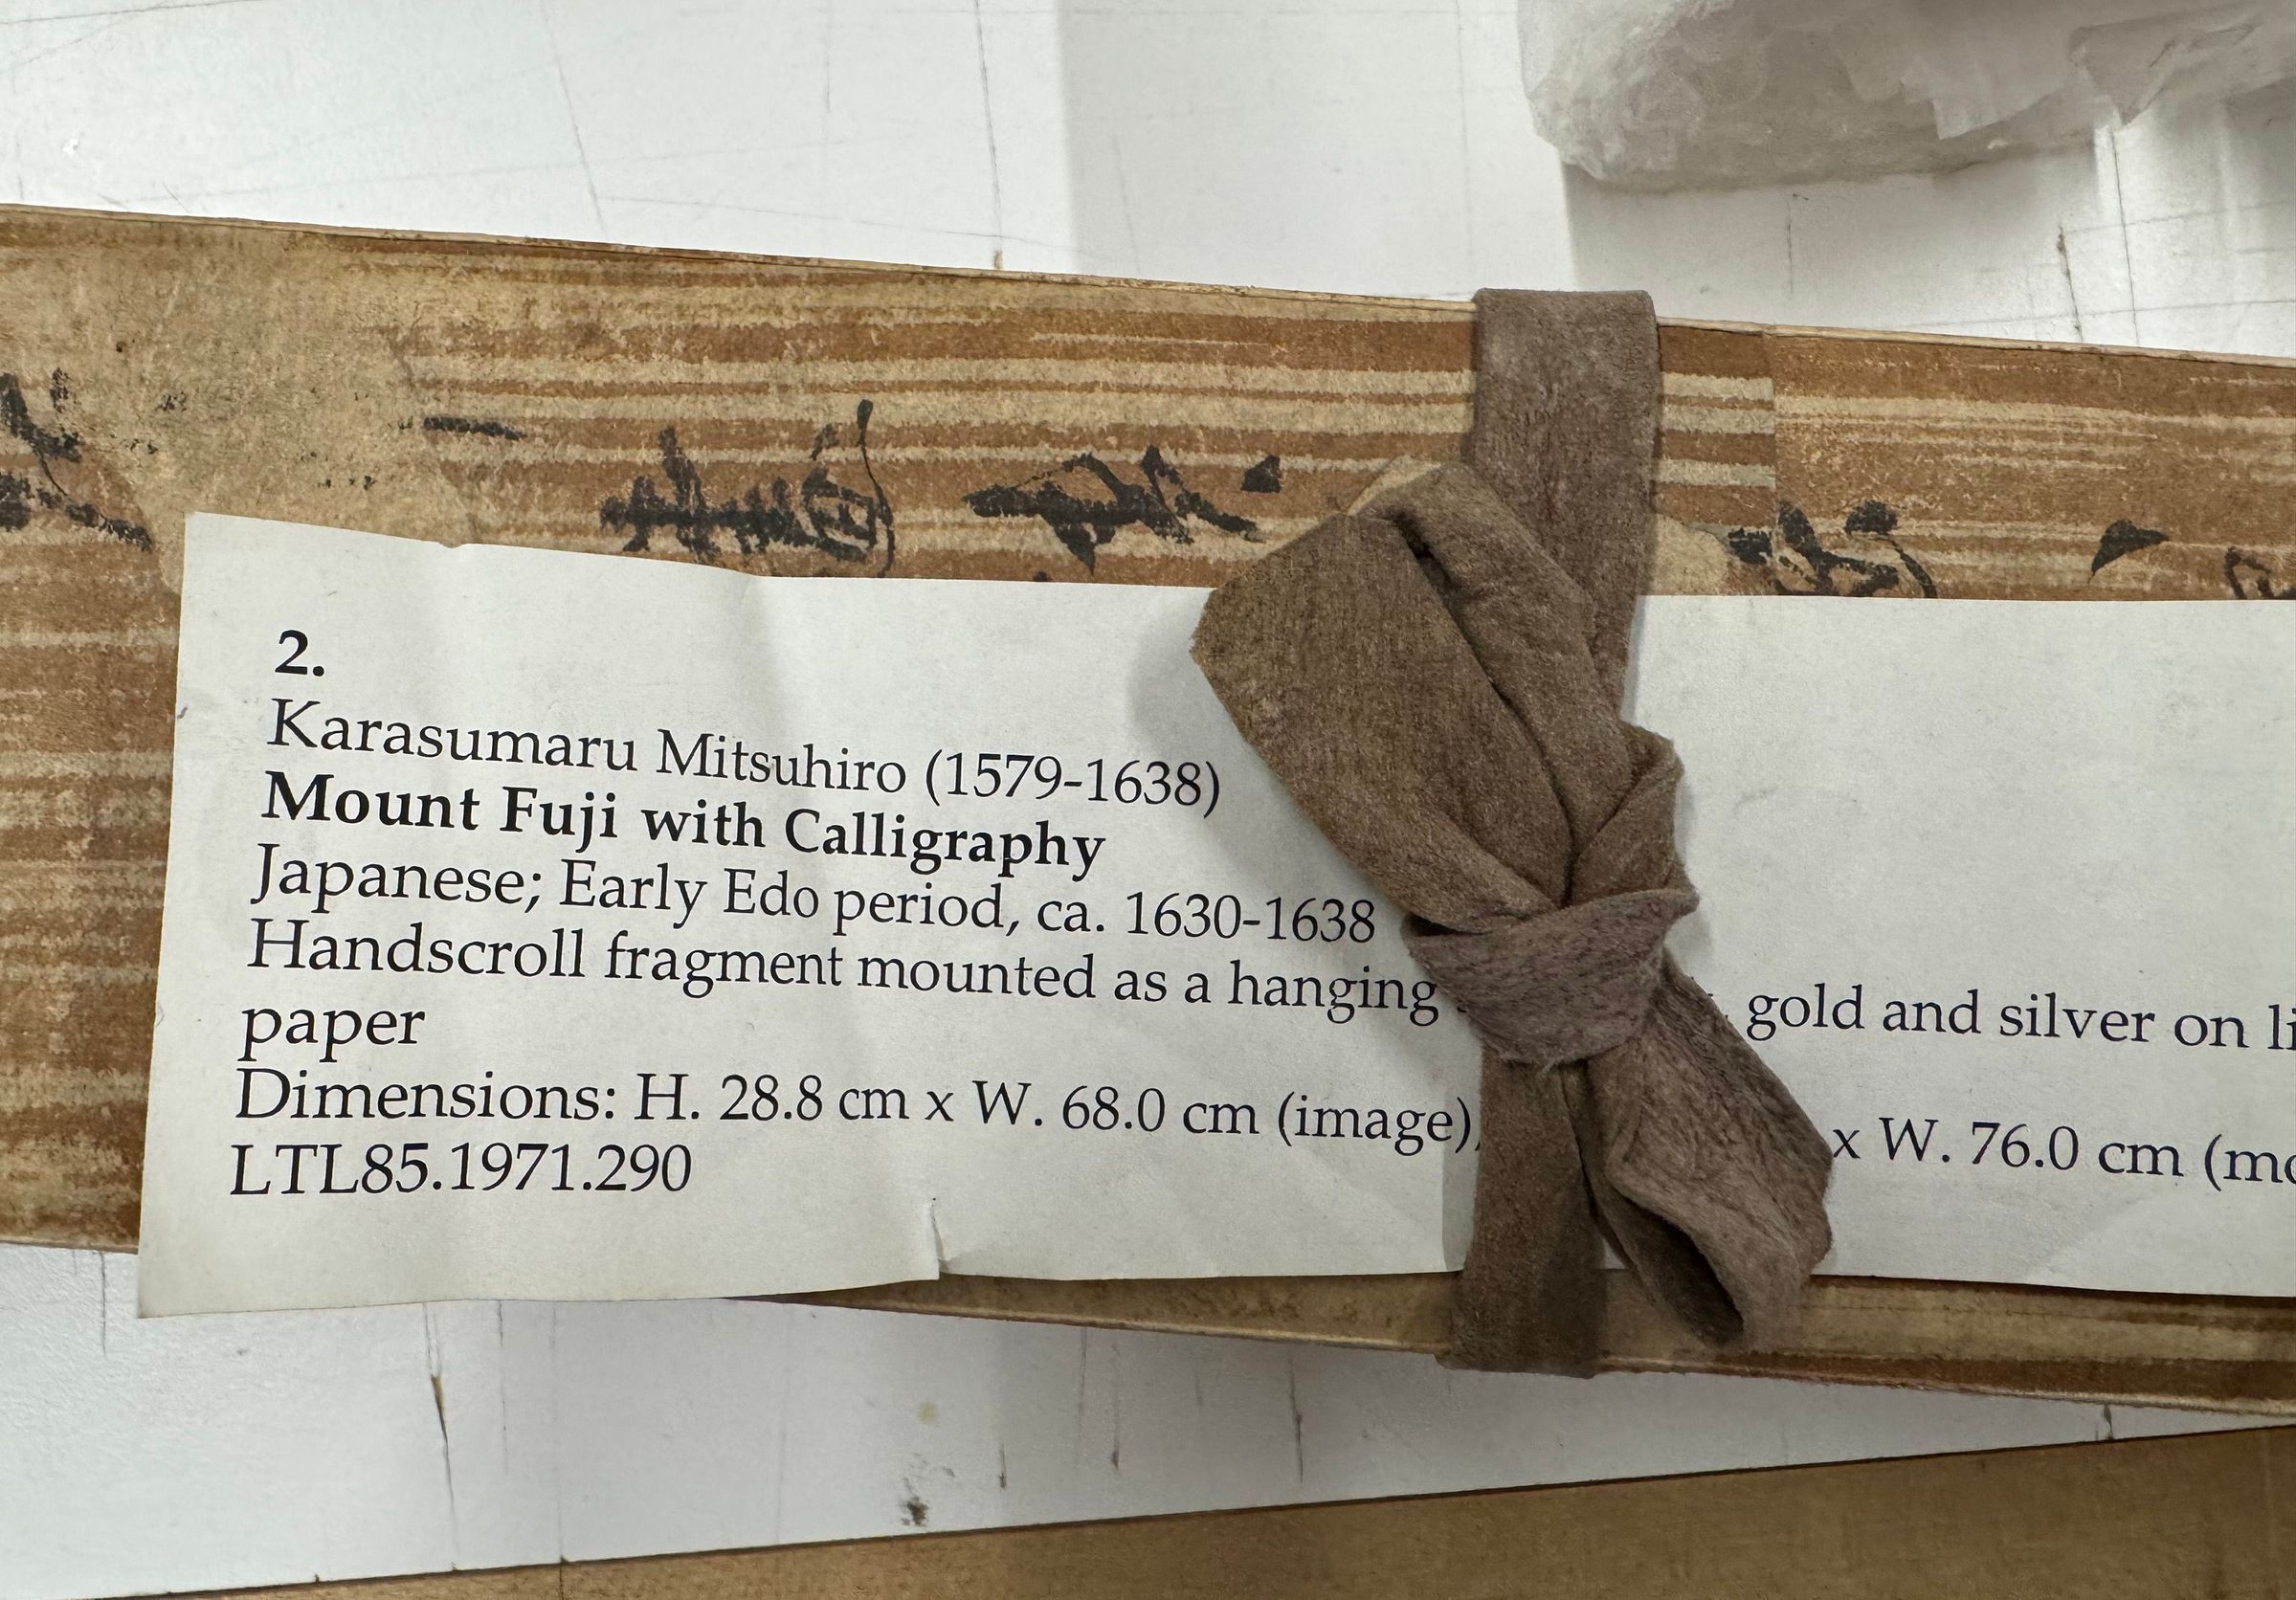 2.
Karasumaru Mitsuhiro (1579-1638)
Mount Fuji with Calligraphy
Japanese; Early Edo period, ca. 1630-1638
Handscroll fragment mounted as a hanging gold and silver on
paper
Dimensions: H. 28.8 cm x W. 68.0 cm (image), x W. 76.0 cm
LTL85.1971.290